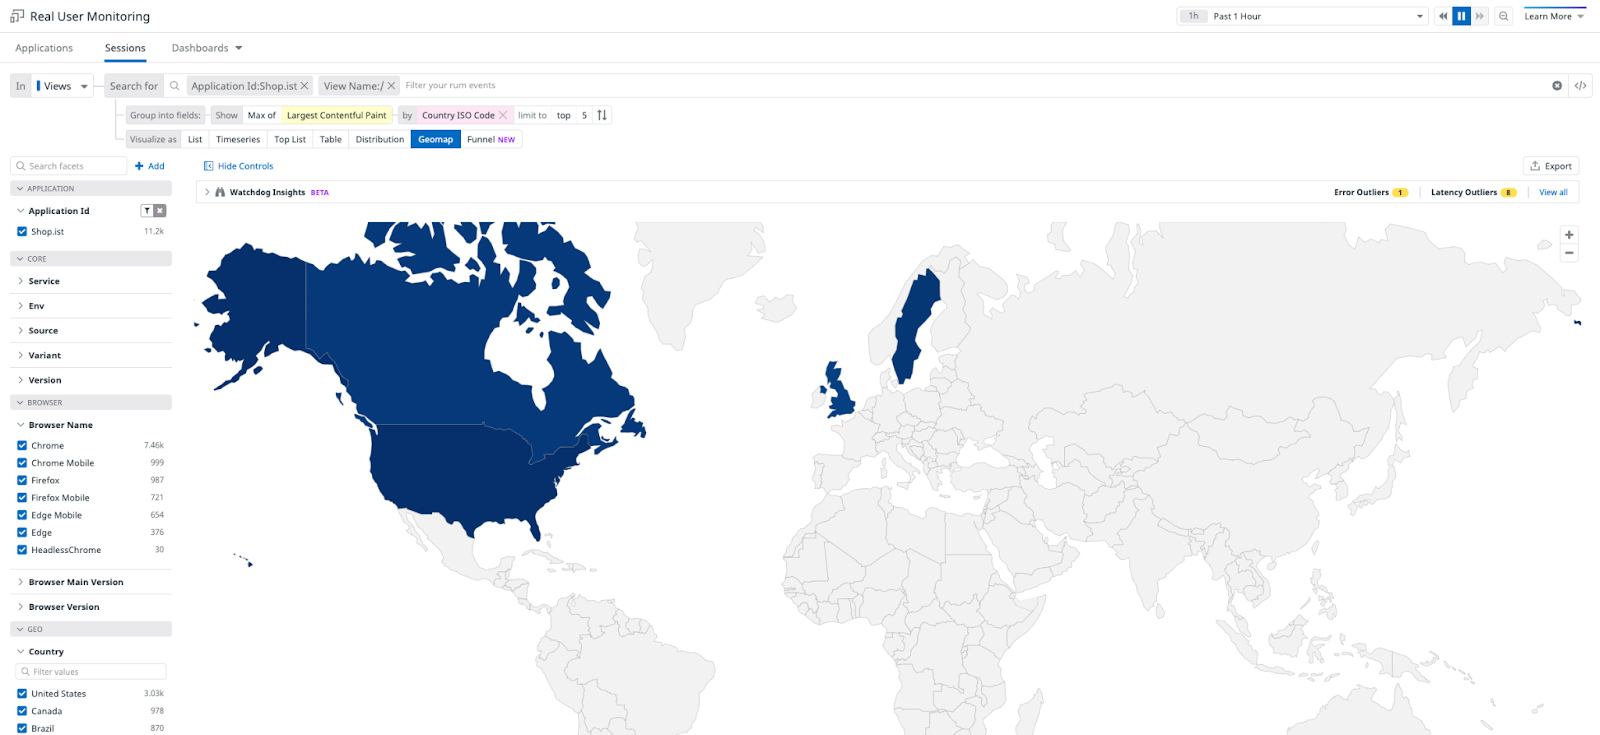 Real User Monitoring
1h Past 1 Hour
Learn More
Applications Sessions Dashboards
In Views Search for Application Id:Shop.ist View Name:/ Filter your rum events </>
Group into fields: Show Max of Largest Contentful Paint by Country ISO Code limit to top 5
Visualize as List Timeseries Top List Table Distribution Geomap Funnel NEW
Search facets + Add
Hide Controls
Export
APPLICATION
Watchdog Insights BETA
Error Outliers 1 Latency Outliers 8 View all
Application Id
Shop.ist 11.2k
CORE
Service
Env
Source
Variant
Version
BROWSER
Browser Name
Chrome 7.46k
Chrome Mobile 999
Firefox 987
Firefox Mobile 721
Edge Mobile 654
Edge 376
HeadlessChrome 30
Browser Main Version
Browser Version
GEO
Country
Filter values
United States 3.03k
Canada 978
Brazil 870